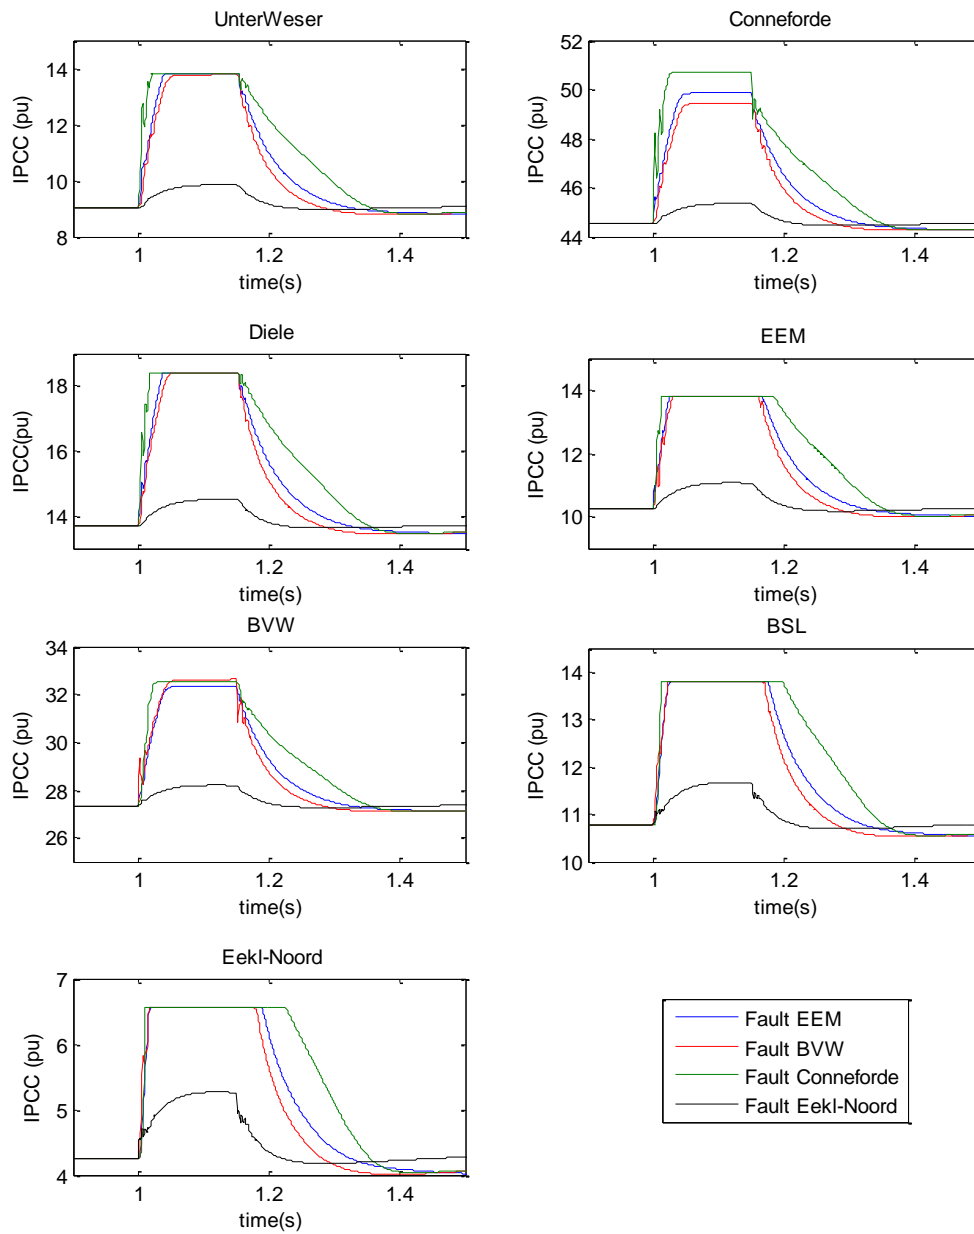 UnterWeser
14
12
10
8
IPCC (pu)
1
1.2
1.4
time(s)
Conneforde
52
50
48
46
44
IPCC (pu)
1
1.2
1.4
time(s)
Diele
18
16
14
IPCC(pu)
1
1.2
1.4
time(s)
EEM
14
12
10
IPCC (pu)
1
1.2
1.4
time(s)
BVW
34
32
30
28
26
IPCC (pu)
1
1.2
1.4
time(s)
BSL
14
13
12
11
10
IPCC (pu)
1
1.2
1.4
time(s)
Eekl-Noord
7
6
5
4
IPCC (pu)
1
1.2
1.4
time(s)
Fault EEM
Fault BVW
Fault Conneforde
Fault Eekl-Noord